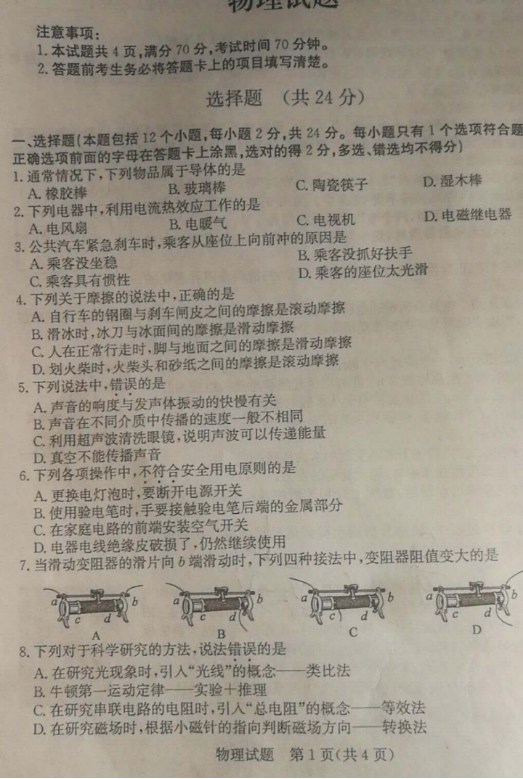 物理试题
注意事项:
1. 本试题共 4 页,满分 70 分,考试时间 70 分钟。
2. 答题前考生务必将答题卡上的项目填写清楚。
选择题 (共 24 分)
一、选择题(本题包括 12 个小题,每小题 2 分,共 24 分。每小题只有 1 个选项符合题
正确选项前面的字母在答题卡上涂黑,选对的得 2 分,多选、错选均不得分)
1. 通常情况下,下列物品属于导体的是
A. 橡胶棒 B. 玻璃棒 C. 陶瓷筷子 D. 湿木棒
2. 下列电器中,利用电流热效应工作的是
A. 电风扇 B. 电暖气 C. 电视机 D. 电磁继电器
3. 公共汽车紧急刹车时,乘客从座位上向前冲的原因是
A. 乘客没坐稳 B. 乘客没抓好扶手
C. 乘客具有惯性 D. 乘客的座位太光滑
4. 下列关于摩擦的说法中,正确的是
A. 自行车的钢圈与刹车闸皮之间的摩擦是滚动摩擦
B. 滑冰时,冰刀与冰面间的摩擦是滑动摩擦
C. 人在正常行走时,脚与地面之间的摩擦是滑动摩擦
D. 划火柴时,火柴头和砂纸之间的摩擦是滚动摩擦
5. 下列说法中,错误的是
A. 声音的响度与发声体振动的快慢有关
B. 声音在不同介质中传播的速度一般不相同
C. 利用超声波清洗眼镜,说明声波可以传递能量
D. 真空不能传播声音
6. 下列各项操作中,不符合安全用电原则的是
A. 更换电灯泡时,要断开电源开关
B. 使用验电笔时,手要接触验电笔后端的金属部分
C. 在家庭电路的前端安装空气开关
D. 电器电线绝缘皮破损了,仍然继续使用
7. 当滑动变阻器的滑片向 b 端滑动时,下列四种接法中,变阻器阻值变大的是
a b a b a b a b
c d c d c d c d
A B C D
8. 下列对于科学研究的方法,说法错误的是
A. 在研究光现象时,引入“光线”的概念——类比法
B. 牛顿第一运动定律——实验+推理
C. 在研究串联电路的电阻时,引入“总电阻”的概念——等效法
D. 在研究磁场时,根据小磁针的指向判断磁场方向——转换法
物理试题 第 1 页(共 4 页)